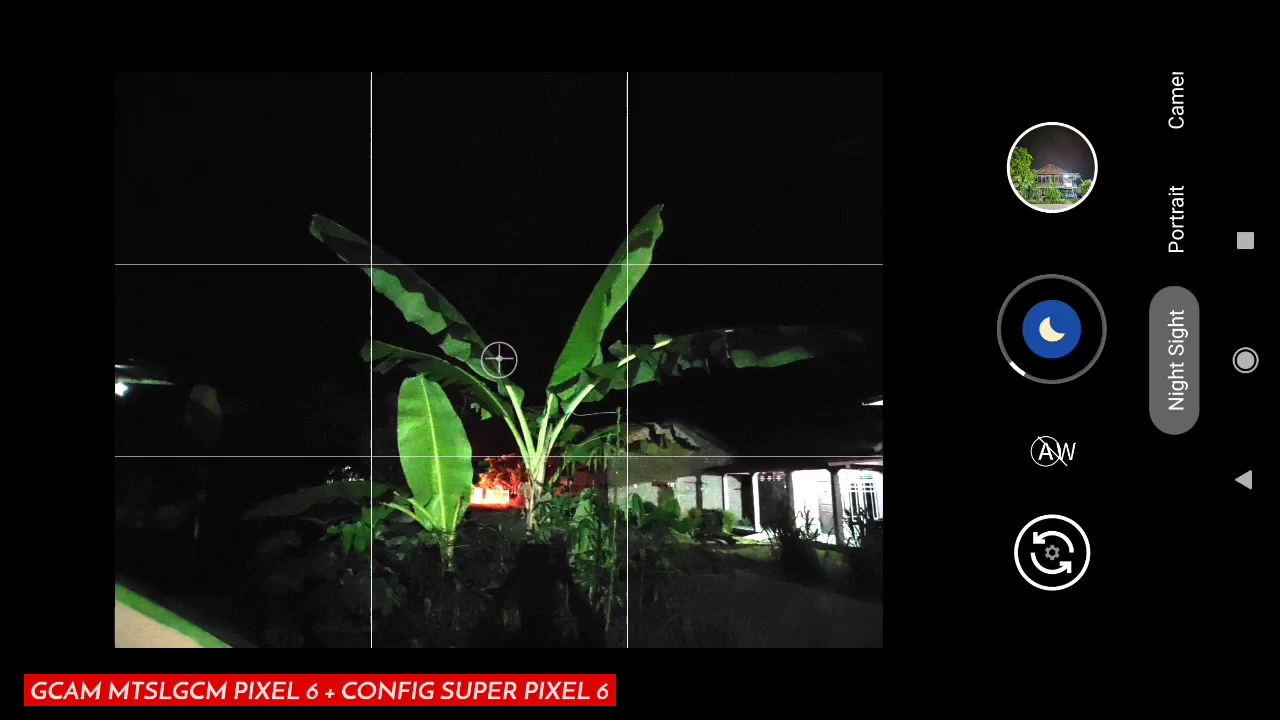 Camer
Portrait
Night Sight
AW
GCAM MTSLGCM PIXEL 6 + CONFIG SUPER PIXEL 6